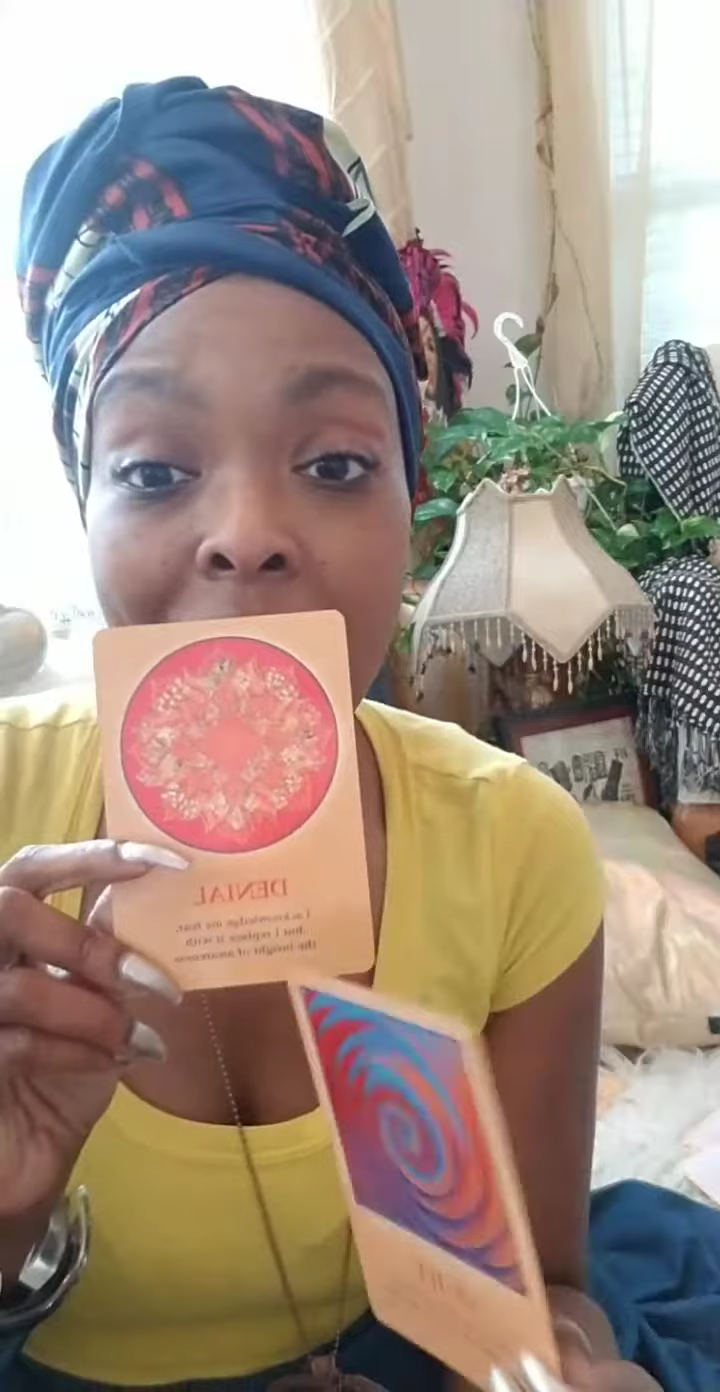 DENIAL
I acknowledge my fear,
but I replace it with
the insight of awareness